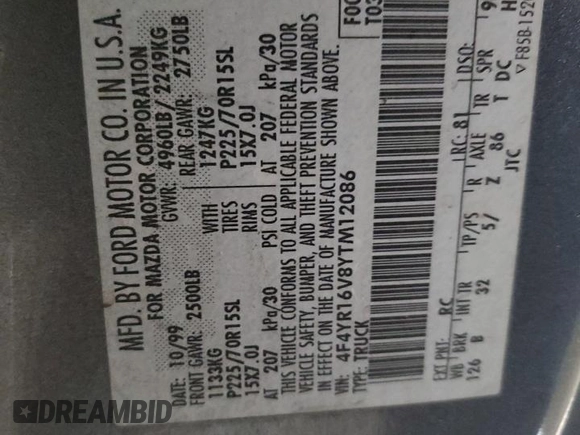 MFD. BY FORD MOTOR CO. IN U.S.A.
FOR MAZDA MOTOR CORPORATION
DATE: 10/99 GVWR: 4960LB/ 2249KG
FRONT GAWR: 2500LB REAR GAWR: 2750LB
1133KG WITH 1247KG
P225/70R15SL TIRES P225/70R15SL
15X7.0J RIMS 15X7.0J
AT 207 kPa/30 PSI COLD AT 207 kPa/30
THIS VEHICLE CONFORMS TO ALL APPLICABLE FEDERAL MOTOR
VEHICLE SAFETY, BUMPER, AND THEFT PREVENTION STANDARDS
IN EFFECT ON THE DATE OF MANUFACTURE SHOWN ABOVE.
VIN: 4F4YR16V8YTM12086
TYPE: TRUCK
EXT PNT: RC: 81 DSO:
WB BRK INT TR TP/PS R AXLE TR SPR
126 B 32 5/ Z 86 T DC
JTC
F85B-1520
DREAMBID